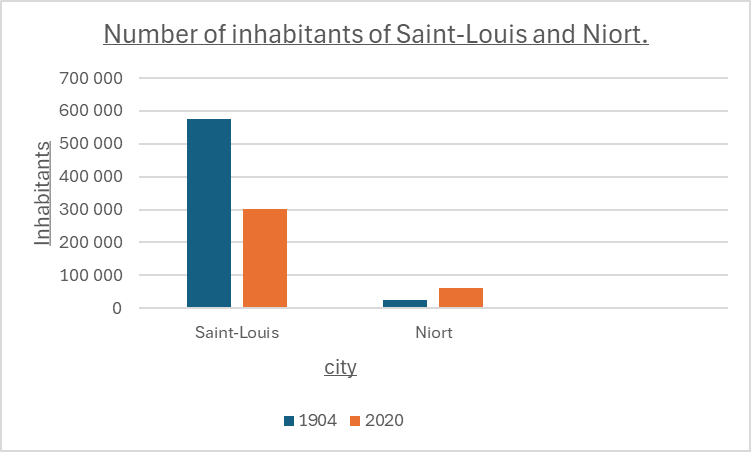 Number of inhabitants of Saint-Louis and Niort.
700 000
600 000
500 000
400 000
300 000
200 000
100 000
0
Inhabitants
Saint-Louis Niort
city
1904 2020